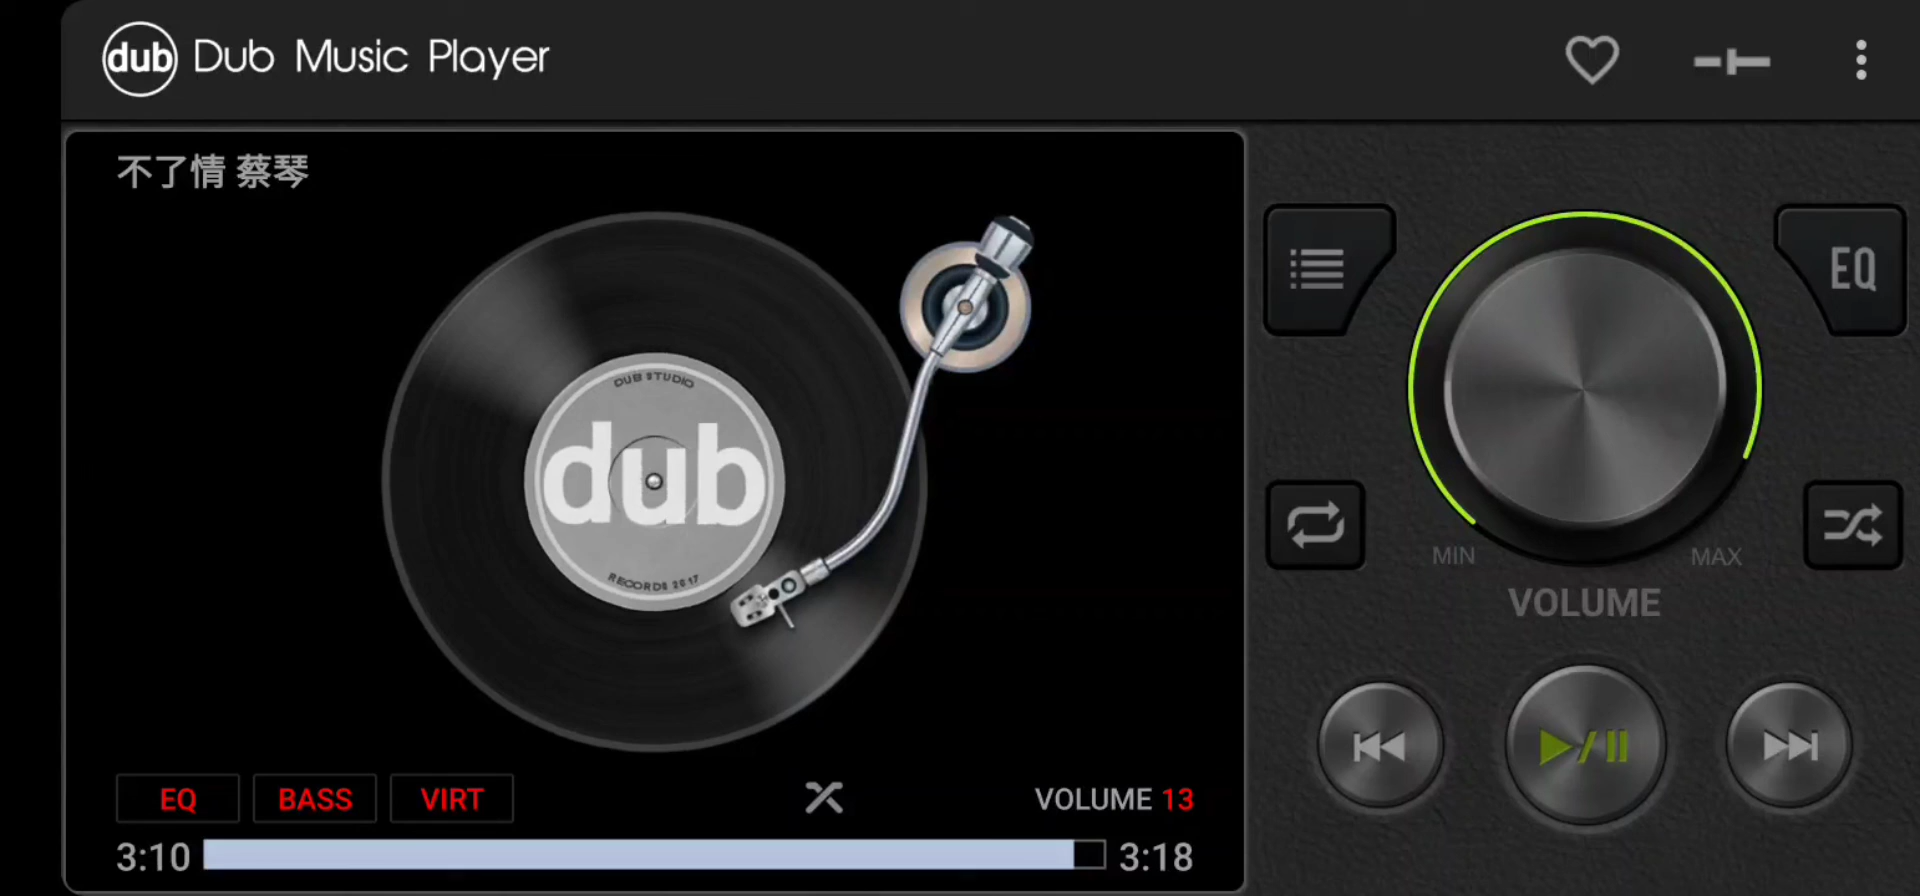 dub Dub Music Player
不了情 蔡琴
DUB STUDIO
dub
RECORDS 2017
EQ
MIN
MAX
VOLUME
EQ BASS VIRT
VOLUME 13
3:10
3:18